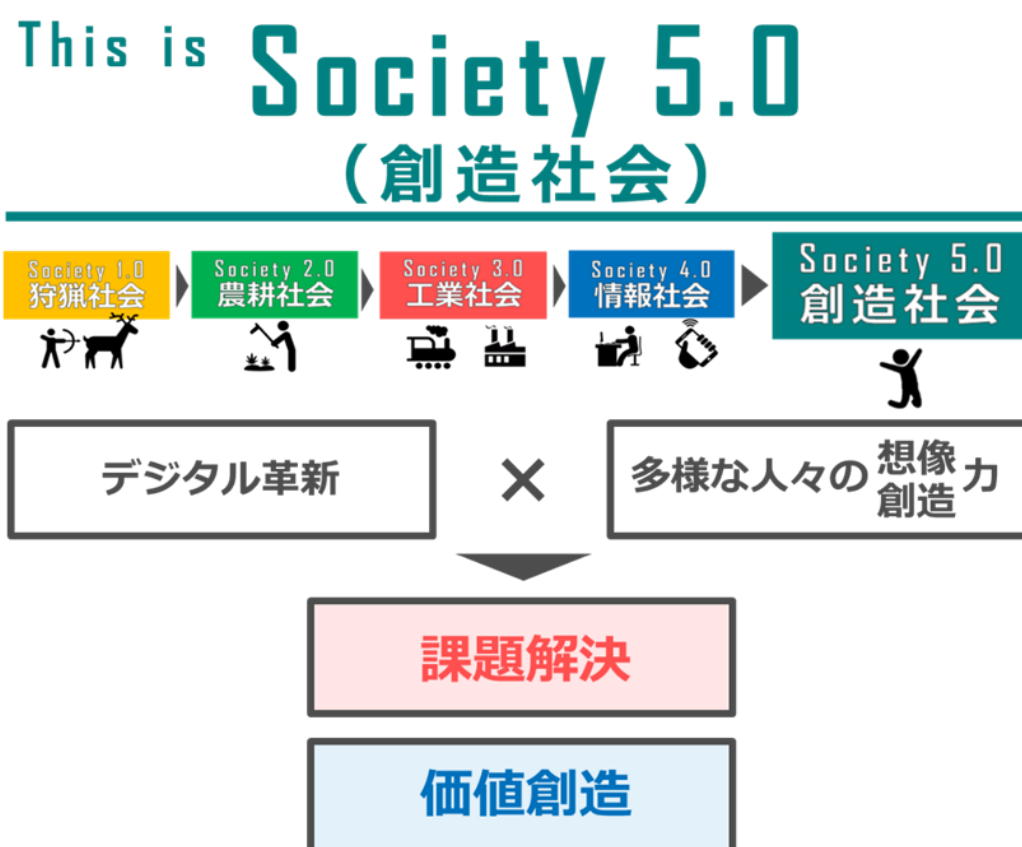 This is Society 5.0
（創造社会）
Society 1.0
狩猟社会
Society 2.0
農耕社会
Society 3.0
工業社会
Society 4.0
情報社会
Society 5.0
創造社会
デジタル革新
×
多様な人々の想像力
創造
課題解決
価値創造